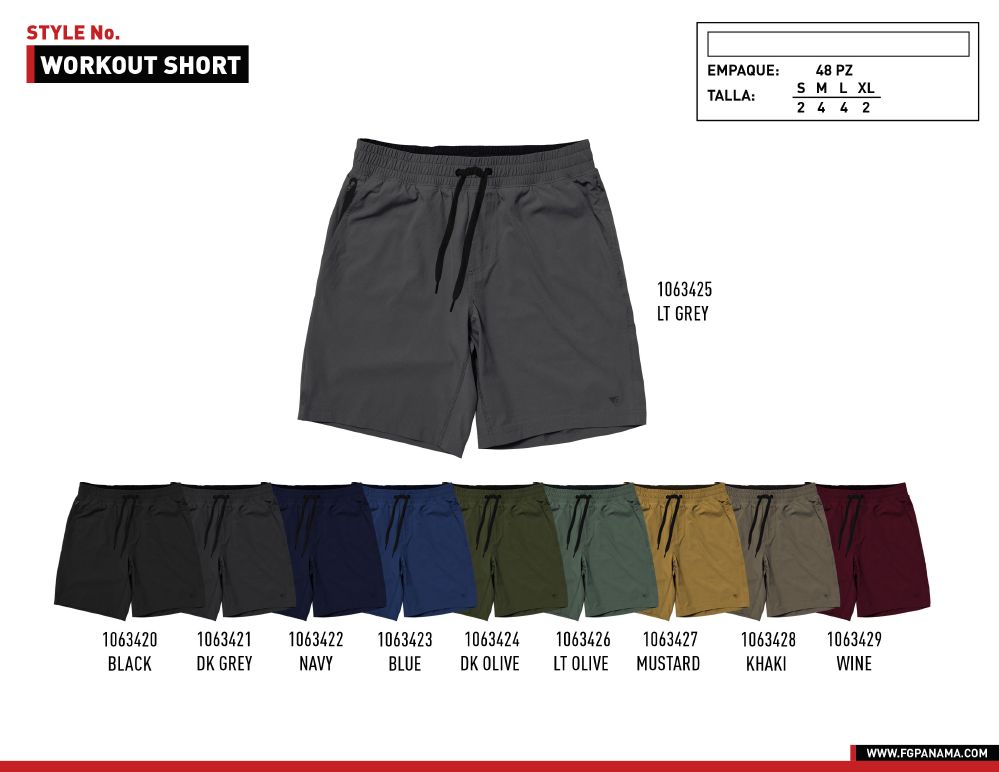 STYLE No.
WORKOUT SHORT
EMPAQUE: 48 PZ
TALLA: S M L XL
2 4 4 2
1063425
LT GREY
1063420 1063421 1063422 1063423 1063424 1063426 1063427 1063428 1063429
BLACK DK GREY NAVY BLUE DK OLIVE LT OLIVE MUSTARD KHAKI WINE
WWW.FGPANAMA.COM